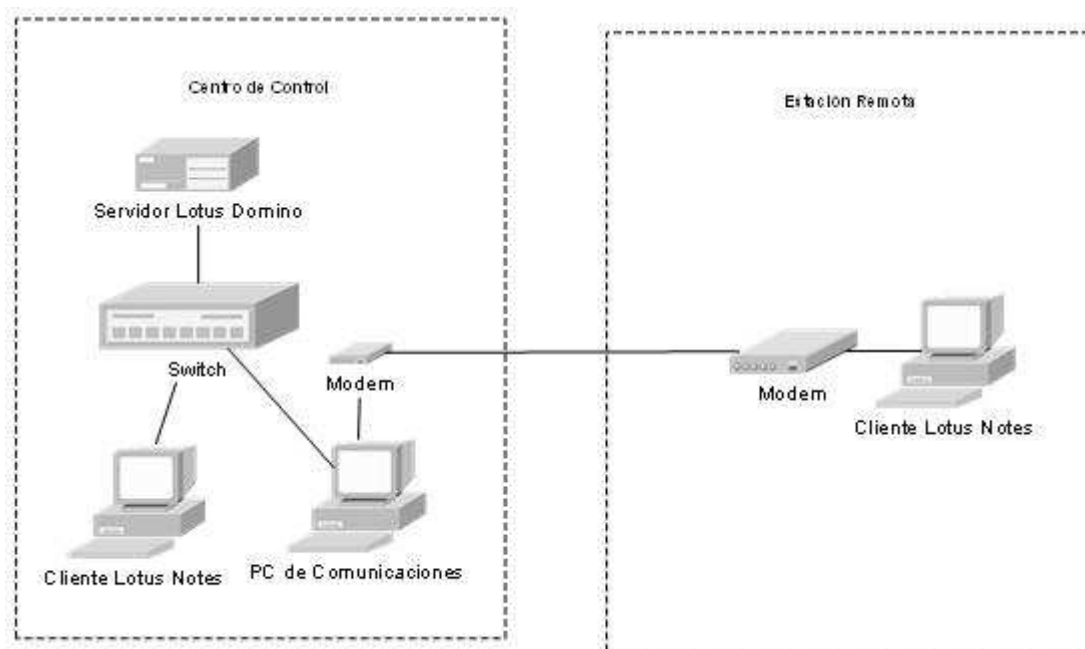 Centro de Control
Estación Remota
Servidor Lotus Domino
Switch
Modem
Modem
Cliente Lotus Notes
Cliente Lotus Notes
PC de Comunicaciones